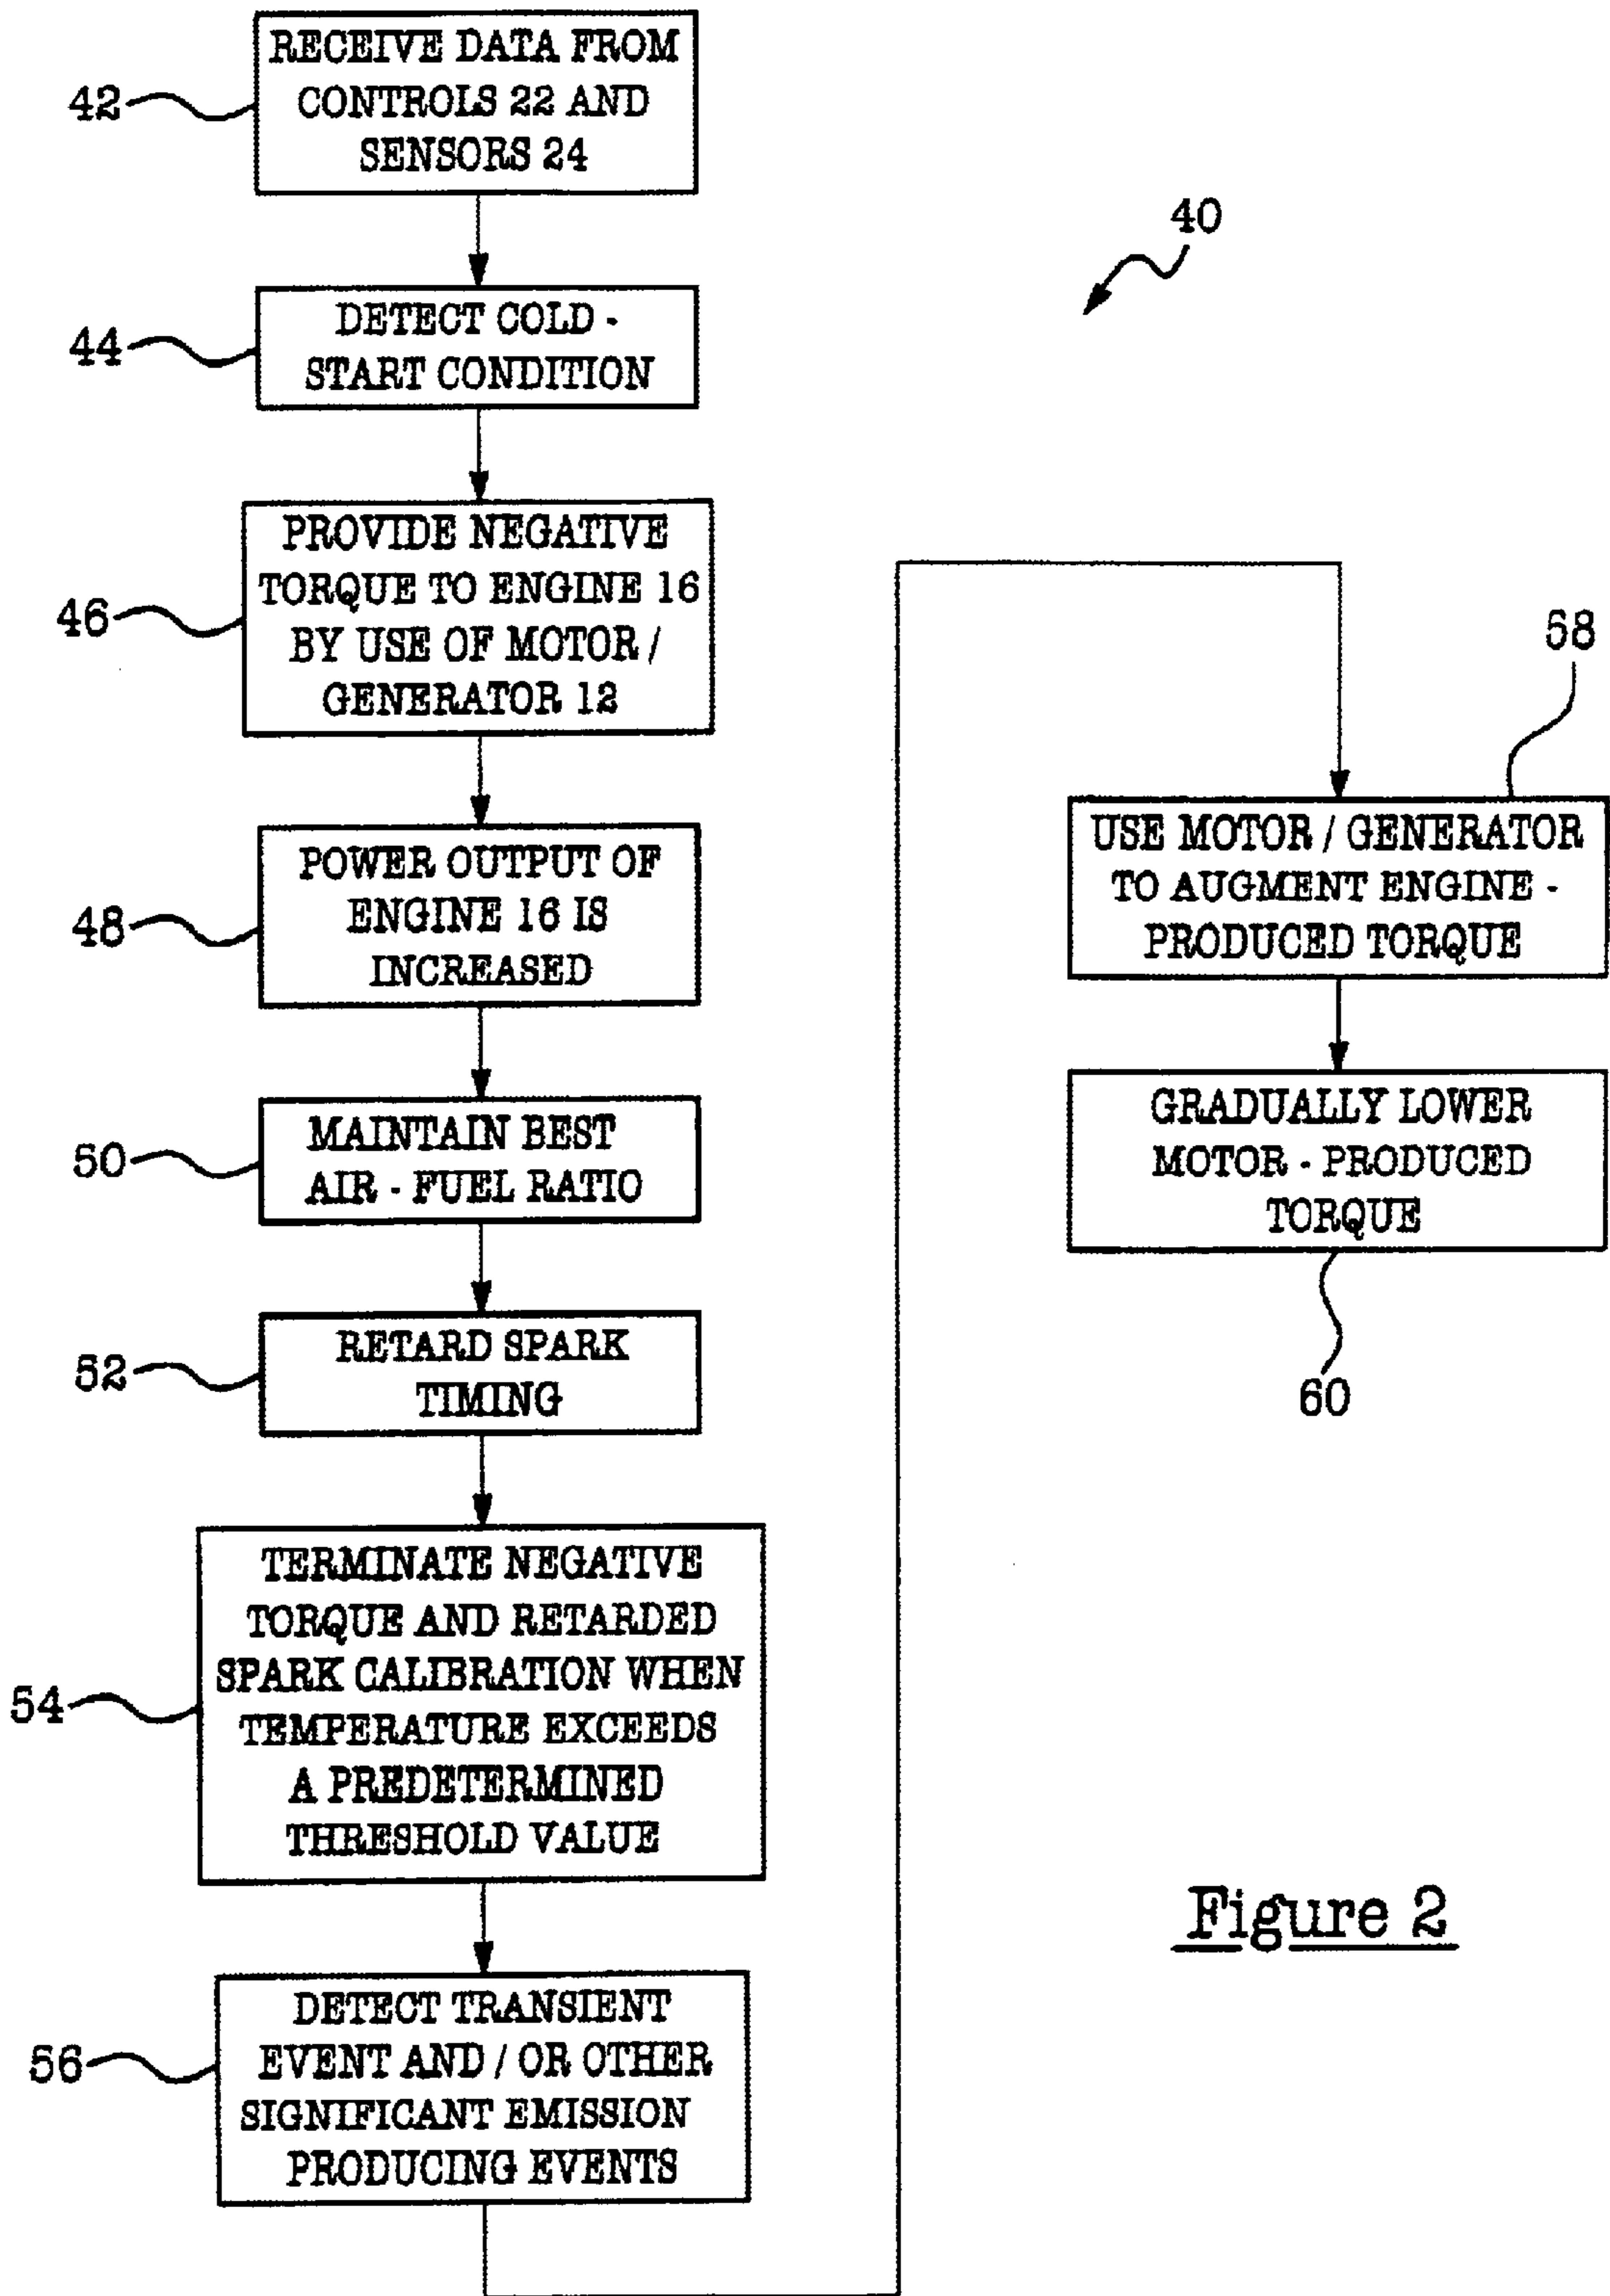 42
RECEIVE DATA FROM
CONTROLS 22 AND
SENSORS 24
40
44
DETECT COLD -
START CONDITION
46
PROVIDE NEGATIVE
TORQUE TO ENGINE 16
BY USE OF MOTOR /
GENERATOR 12
48
POWER OUTPUT OF
ENGINE 16 IS
INCREASED
50
MAINTAIN BEST
AIR - FUEL RATIO
52
RETARD SPARK
TIMING
54
TERMINATE NEGATIVE
TORQUE AND RETARDED
SPARK CALIBRATION WHEN
TEMPERATURE EXCEEDS
A PREDETERMINED
THRESHOLD VALUE
56
DETECT TRANSIENT
EVENT AND / OR OTHER
SIGNIFICANT EMISSION
PRODUCING EVENTS
58
USE MOTOR / GENERATOR
TO AUGMENT ENGINE -
PRODUCED TORQUE
GRADUALLY LOWER
MOTOR - PRODUCED
TORQUE
60
Figure 2